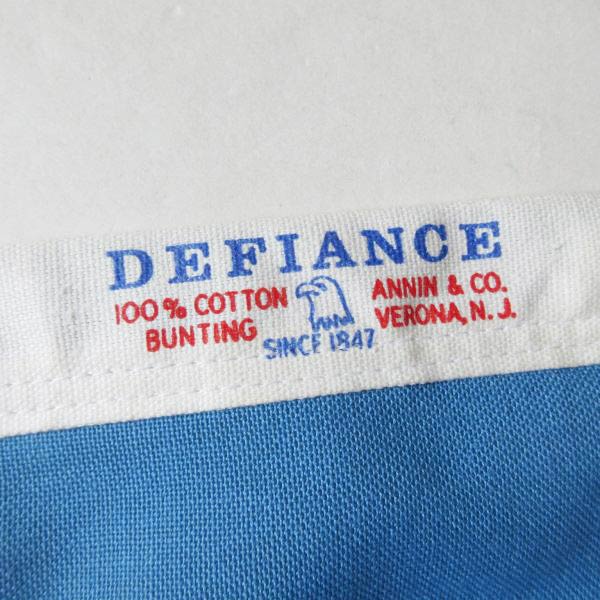 DEFIANCE
100% COTTON
BUNTING
SINCE 1847
ANNIN & CO.
VERONA, N. J.